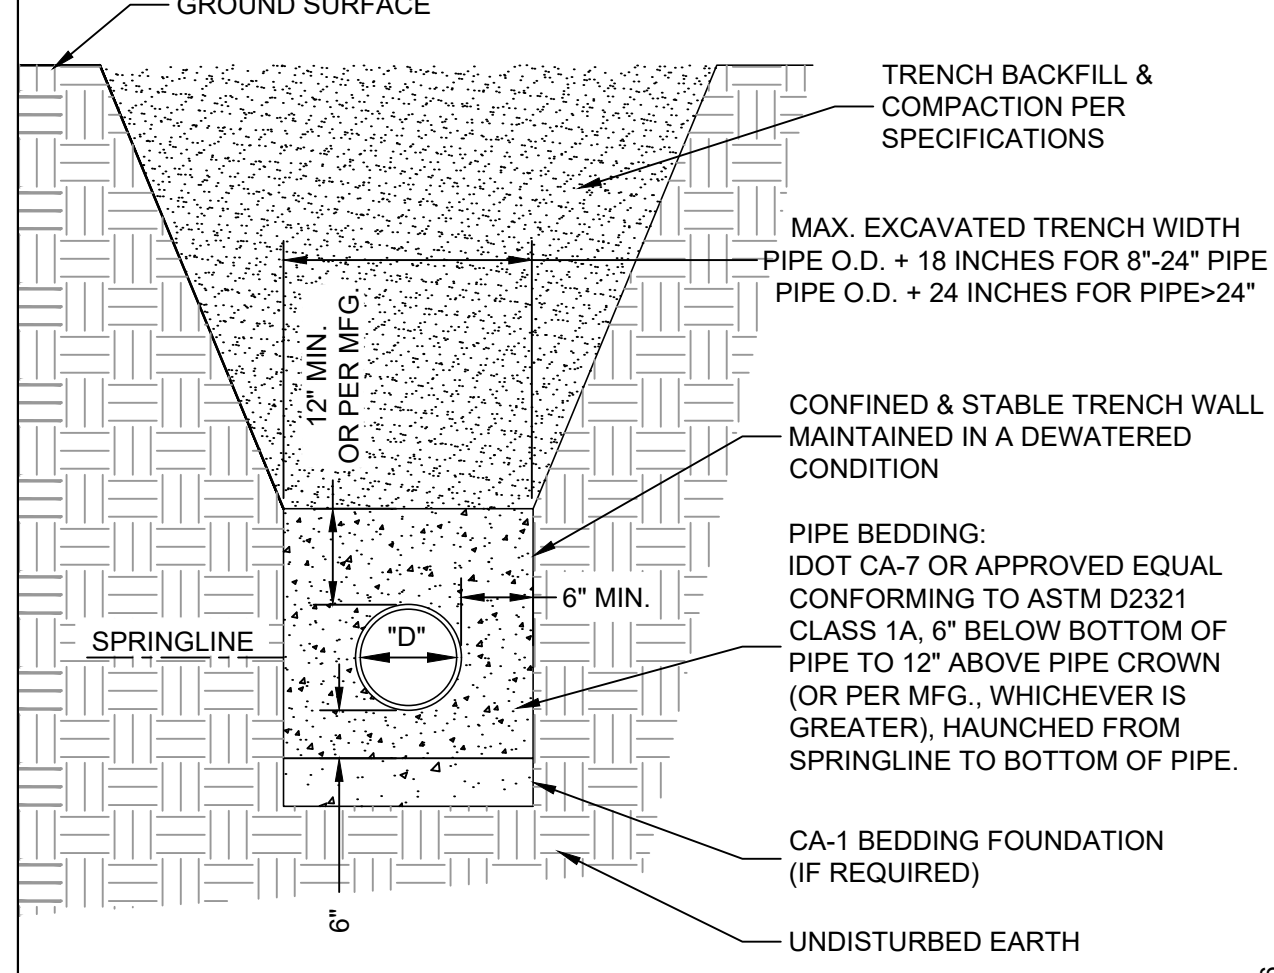 GROUND SURFACE
TRENCH BACKFILL &
COMPACTION PER
SPECIFICATIONS
MAX. EXCAVATED TRENCH WIDTH
PIPE O.D. + 18 INCHES FOR 8"-24" PIPE
PIPE O.D. + 24 INCHES FOR PIPE>24"
12" MIN.
OR PER MFG.
CONFINED & STABLE TRENCH WALL
MAINTAINED IN A DEWATERED
CONDITION
PIPE BEDDING:
IDOT CA-7 OR APPROVED EQUAL
CONFORMING TO ASTM D2321
CLASS 1A, 6" BELOW BOTTOM OF
PIPE TO 12" ABOVE PIPE CROWN
(OR PER MFG., WHICHEVER IS
GREATER), HAUNCHED FROM
SPRINGLINE TO BOTTOM OF PIPE.
6" MIN.
"D"
SPRINGLINE
CA-1 BEDDING FOUNDATION
(IF REQUIRED)
6"
UNDISTURBED EARTH